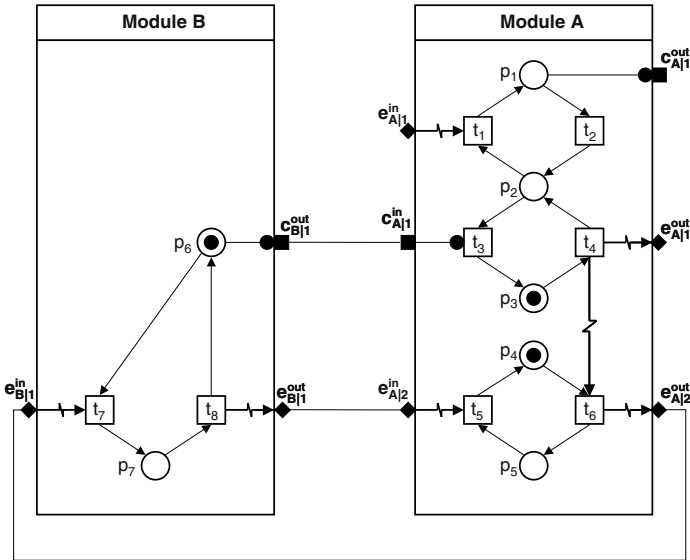 Module B
Module A
p1
c^out_A|1
e^in_A|1
t1
t2
p2
p6
c^out_B|1
c^in_A|1
t3
t4
e^out_A|1
p3
p4
e^in_B|1
t7
t8
e^out_B|1
e^in_A|2
t5
t6
e^out_A|2
p7
p5